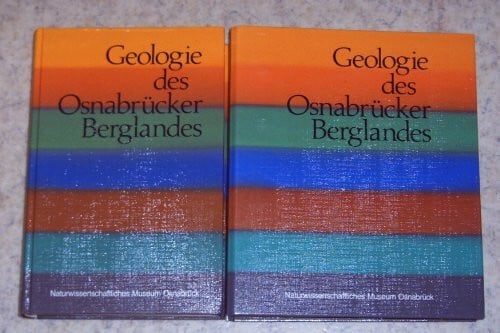 Geologie
des
Osnabrücker
Berglandes
Naturwissenschaftliches Museum Osnabrück
Geologie
des
Osnabrücker
Berglandes
Naturwissenschaftliches Museum Osnabrück